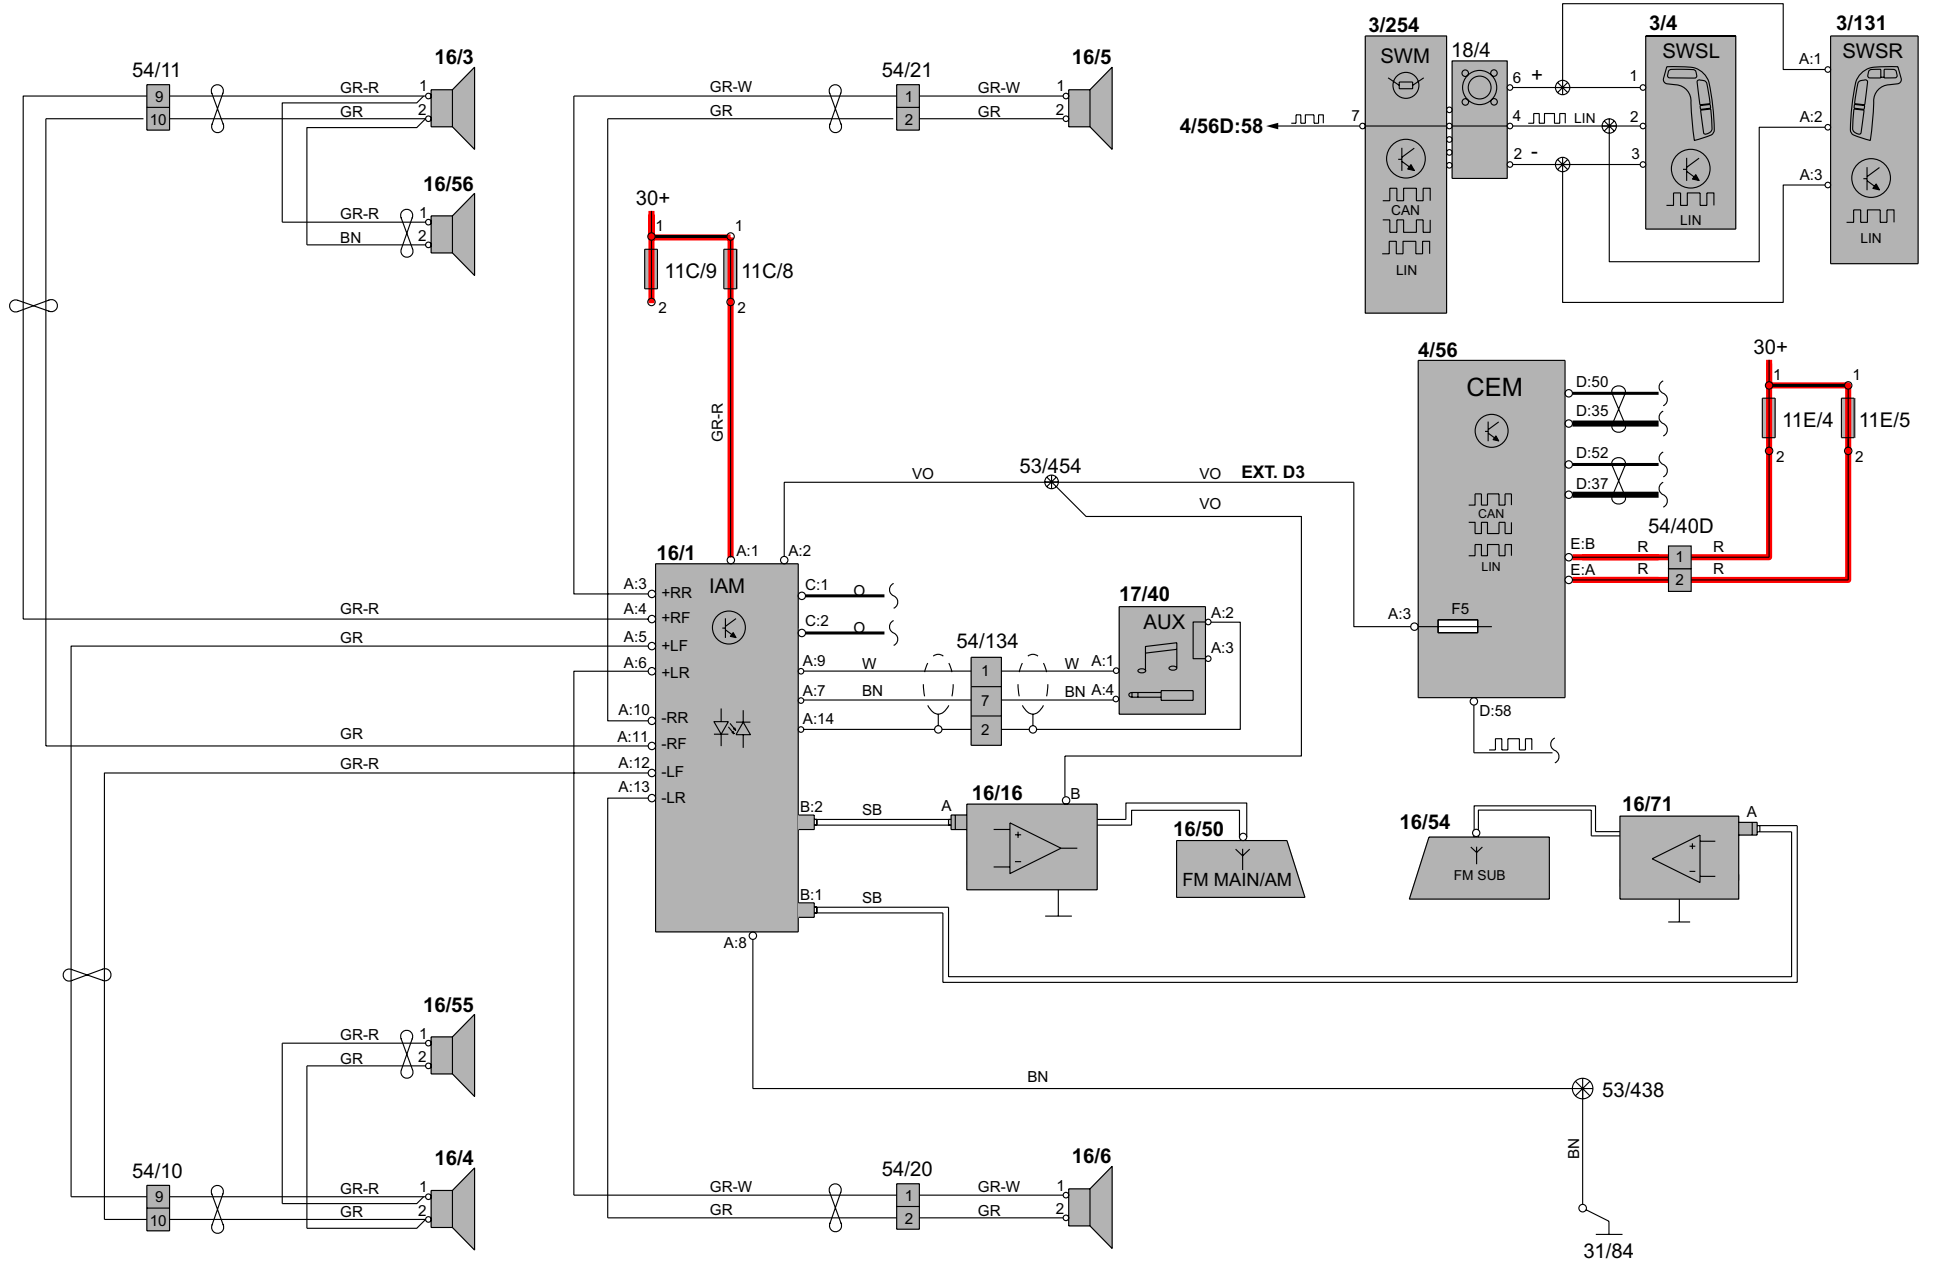 16/3
54/11
1
GR-R
9
10
GR
2
16/56
1
GR-R
BN
2
16/5
54/21
GR-W
GR-W
1
1
GR
GR
2
2
30+
1
1
11C/9
11C/8
2
2
GR-R
3/254
SWM
18/4
3/4
SWSL
3/131
SWSR
A:1
6 +
1
4/56D:58
7
4
LIN
2
A:2
2 -
3
A:3
CAN
LIN
LIN
LIN
4/56
CEM
D:50
D:35
D:52
D:37
CAN
LIN
30+
1
1
11E/4
11E/5
2
2
54/40D
E:B
R
1
R
E:A
R
2
R
A:3
F5
D:58
VO
53/454
VO
EXT. D3
VO
16/1
A:1
A:2
IAM
A:3
+RR
A:4
+RF
A:5
+LF
A:6
+LR
A:10
-RR
A:11
-RF
A:12
-LF
A:13
-LR
GR-R
GR
GR
GR-R
C:1
O
C:2
O
54/134
A:9
W
1
W
A:1
A:7
BN
7
BN
A:4
A:14
2
17/40
AUX
A:2
A:3
B:2
SB
A
16/16
B
+
−
16/50
FM MAIN/AM
16/54
FM SUB
16/71
A
+
−
B:1
SB
A:8
BN
53/438
BN
31/84
16/55
GR-R
1
GR
2
16/4
54/10
9
GR-R
1
10
GR
2
16/6
54/20
GR-W
1
GR-W
1
GR
2
GR
2